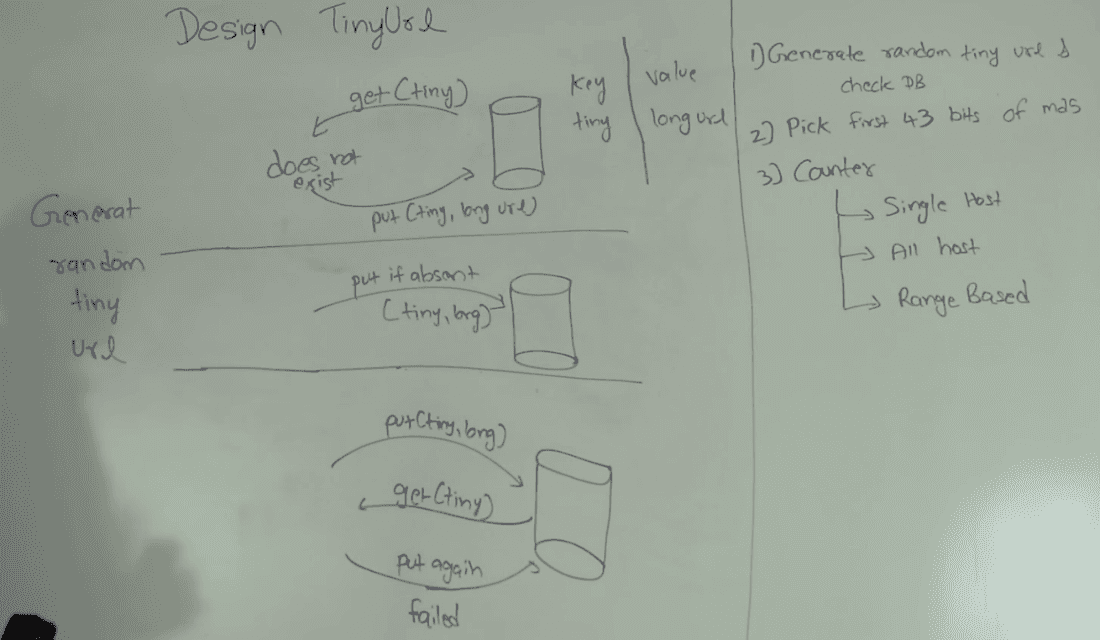 Design TinyUrl
get (tiny)
does not
exist
put (tiny, long url)
Key
tiny
value
long url
Generat
random
tiny
url
put if absant
(tiny, long)
put (tiny, long)
get (tiny)
put again
failed
1) Generate random tiny url &
check DB
2) Pick first 43 bits of md5
3) Counter
Single Host
All host
Range Based